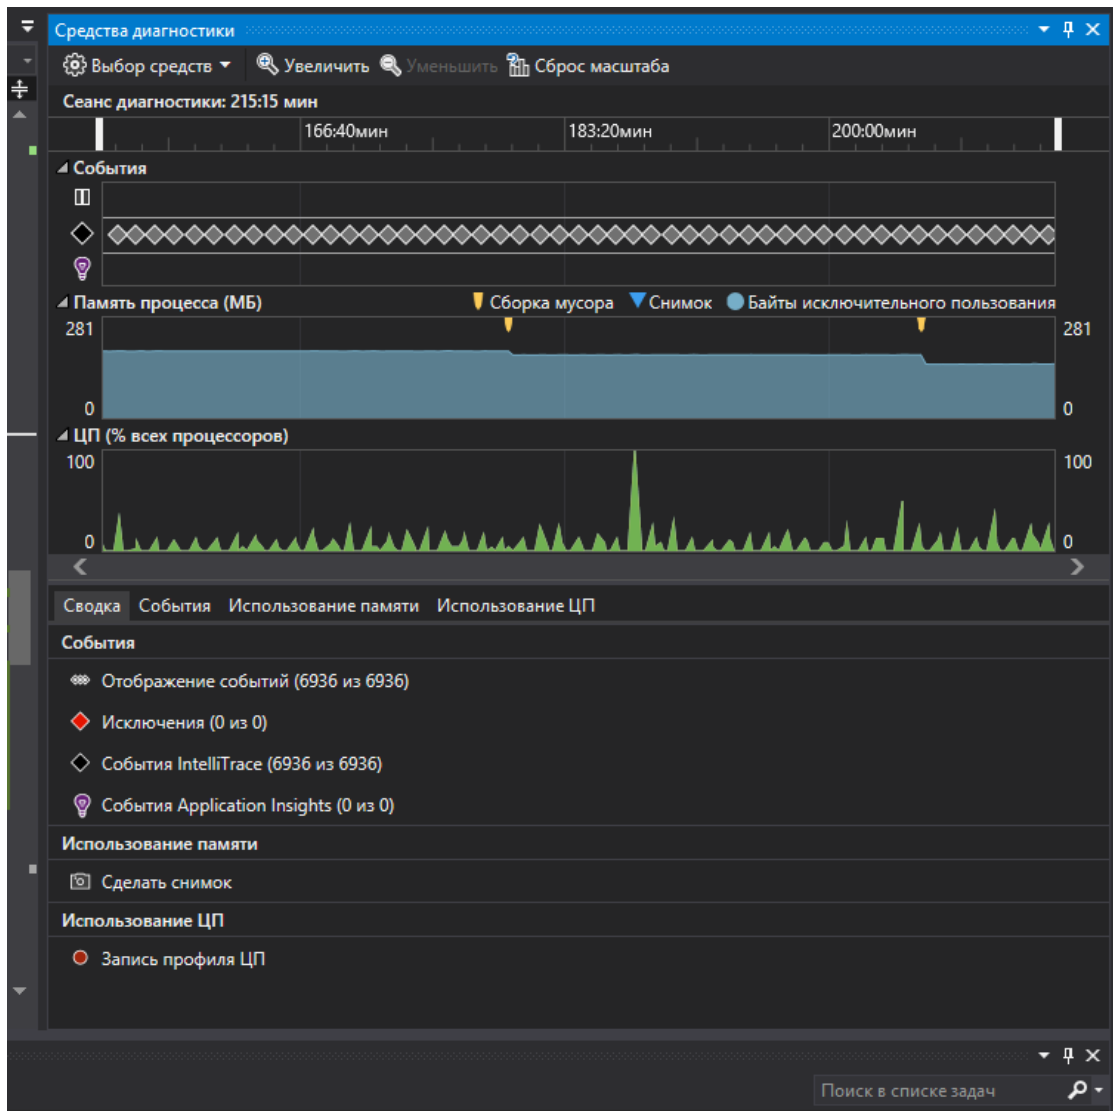 Средства диагностики
Выбор средств Увеличить Уменьшить Сброс масштаба
Сеанс диагностики: 215:15 мин
166:40мин 183:20мин 200:00мин
События
Память процесса (МБ) Сборка мусора Снимок Байты исключительного пользования
281 281
0 0
ЦП (% всех процессоров)
100 100
0 0
Сводка События Использование памяти Использование ЦП
События
Отображение событий (6936 из 6936)
Исключения (0 из 0)
События IntelliTrace (6936 из 6936)
События Application Insights (0 из 0)
Использование памяти
Сделать снимок
Использование ЦП
Запись профиля ЦП
Поиск в списке задач